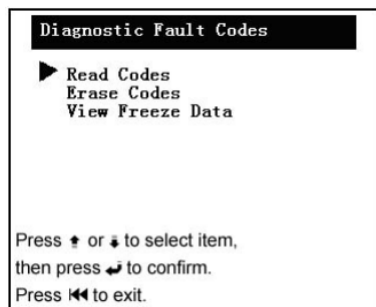 Diagnostic Fault Codes
Read Codes
Erase Codes
View Freeze Data
Press ⬆ or ⬇ to select item,
then press ↵ to confirm.
Press ⏮ to exit.